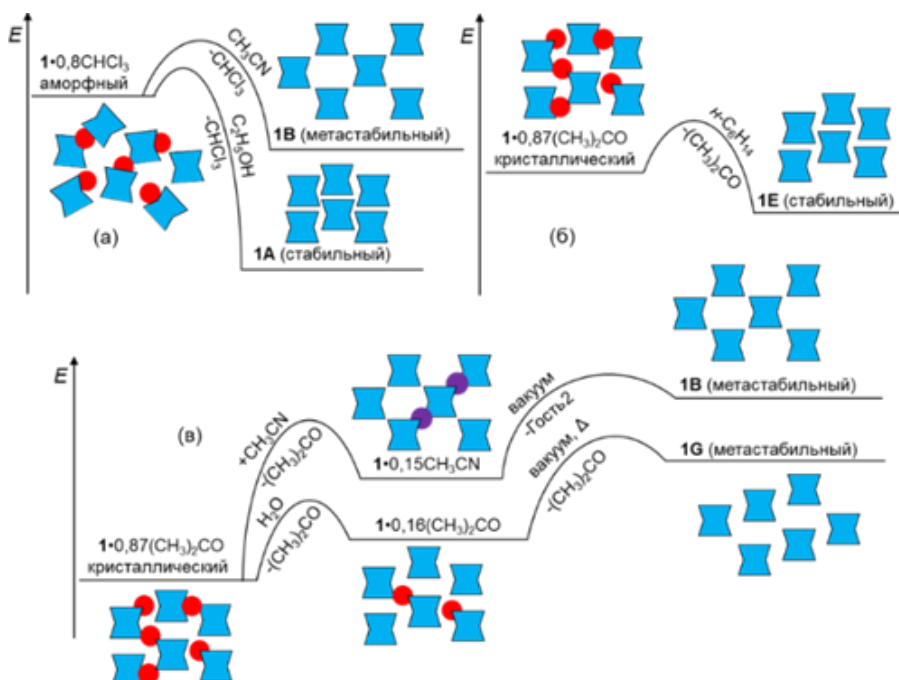 E
1•0,8CHCl₃
аморфный
CH₃CN
-CHCl₃
C₂H₅OH
-CHCl₃
1B (метастабильный)
1A (стабильный)
(а)
E
1•0,87(CH₃)₂CO
кристаллический
н-C₆H₁₄
-(CH₃)₂CO
1E (стабильный)
(б)
E
(в)
1•0,87(CH₃)₂CO
кристаллический
+CH₃CN
-(CH₃)₂CO
H₂O
-(CH₃)₂CO
1•0,15CH₃CN
1•0,16(CH₃)₂CO
вакуум
-Гость2
вакуум, Δ
-(CH₃)₂CO
1B (метастабильный)
1G (метастабильный)